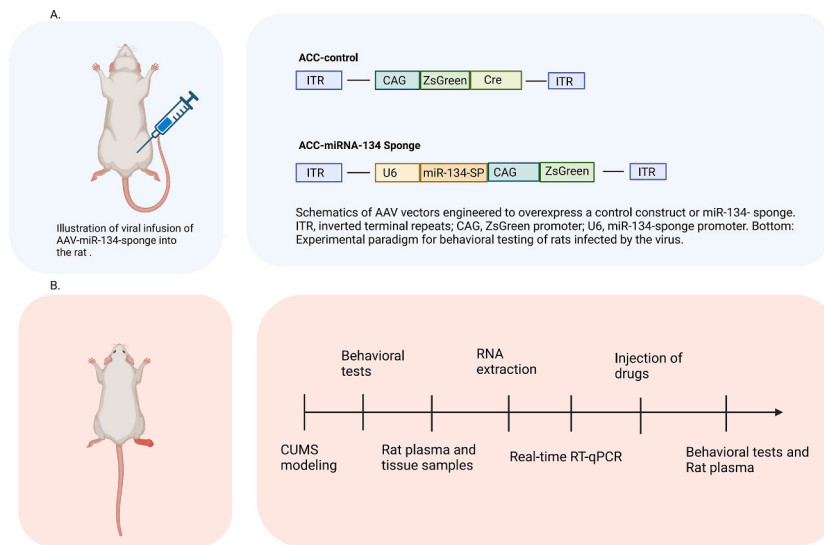 A.
Illustration of viral infusion of
AAV-miR-134-sponge into
the rat .
ACC-control
ITR CAG ZsGreen Cre ITR
ACC-miRNA-134 Sponge
ITR U6 miR-134-SP CAG ZsGreen ITR
Schematics of AAV vectors engineered to overexpress a control construct or miR-134- sponge.
ITR, inverted terminal repeats; CAG, ZsGreen promoter; U6, miR-134-sponge promoter. Bottom:
Experimental paradigm for behavioral testing of rats infected by the virus.
B.
Behavioral
tests
RNA
extraction
Injection of
drugs
CUMS
modeling
Rat plasma and
tissue samples
Real-time RT-qPCR
Behavioral tests and
Rat plasma